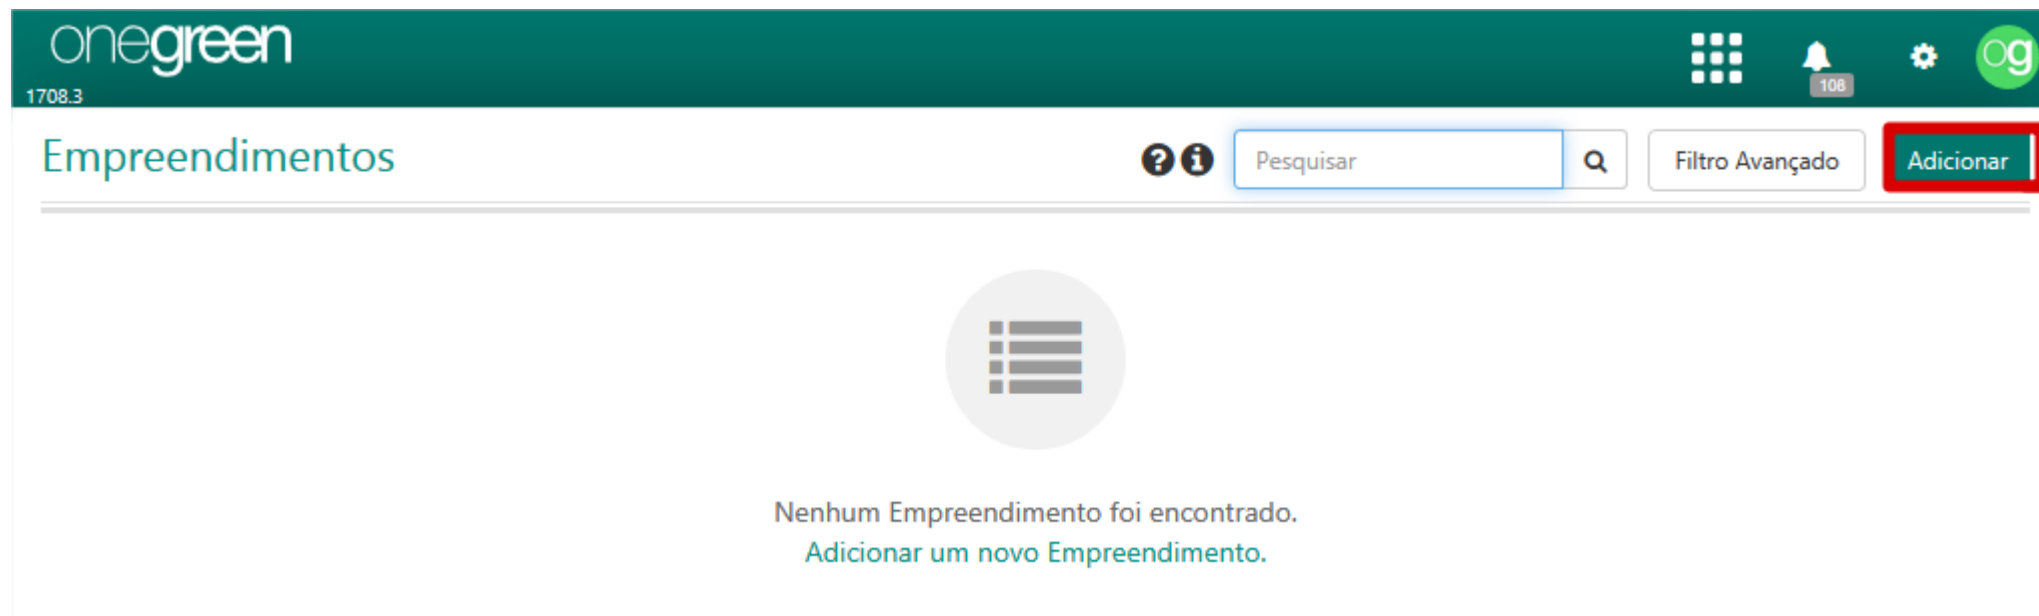 onegreen
1708.3
108
og
Empreendimentos
Pesquisar
Filtro Avançado
Adicionar
Nenhum Empreendimento foi encontrado.
Adicionar um novo Empreendimento.